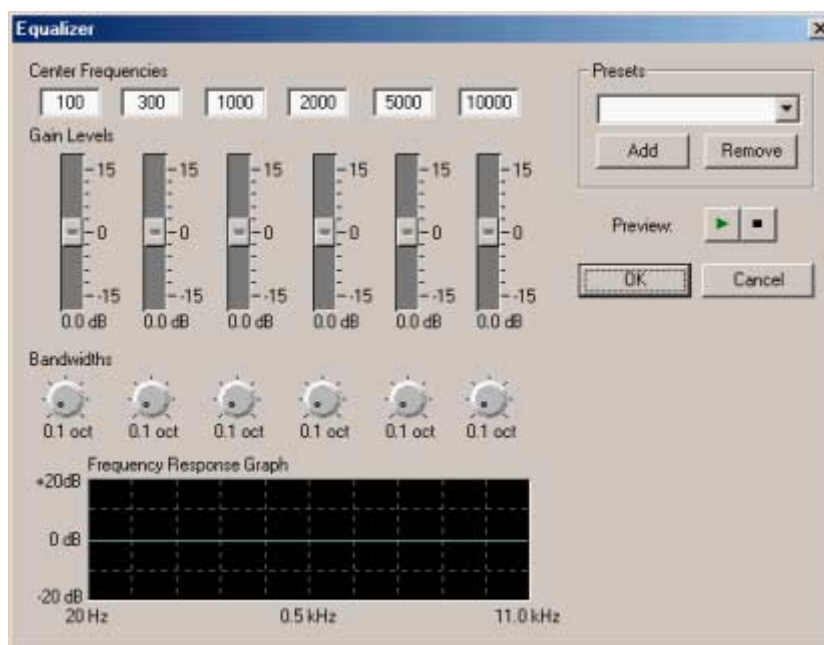 Equalizer
Center Frequencies
100 300 1000 2000 5000 10000
Gain Levels
15 15 15 15 15 15
0 0 0 0 0 0
-15 -15 -15 -15 -15 -15
0.0 dB 0.0 dB 0.0 dB 0.0 dB 0.0 dB 0.0 dB
Bandwidths
0.1 oct 0.1 oct 0.1 oct 0.1 oct 0.1 oct 0.1 oct
Frequency Response Graph
+20dB
0 dB
-20 dB
20 Hz 0.5 kHz 11.0 kHz
Presets
Add Remove
Preview:
OK Cancel